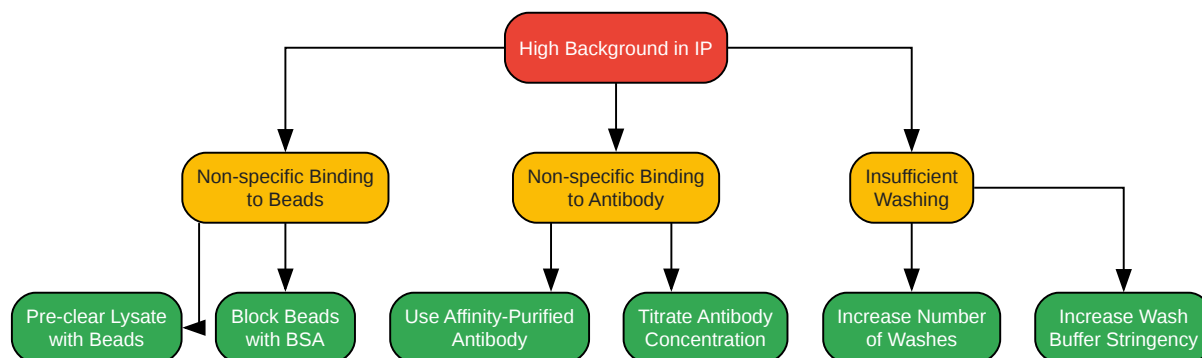 High Background in IP
Non-specific Binding
to Beads
Non-specific Binding
to Antibody
Insufficient
Washing
Pre-clear Lysate
with Beads
Block Beads
with BSA
Use Affinity-Purified
Antibody
Titrate Antibody
Concentration
Increase Number
of Washes
Increase Wash
Buffer Stringency